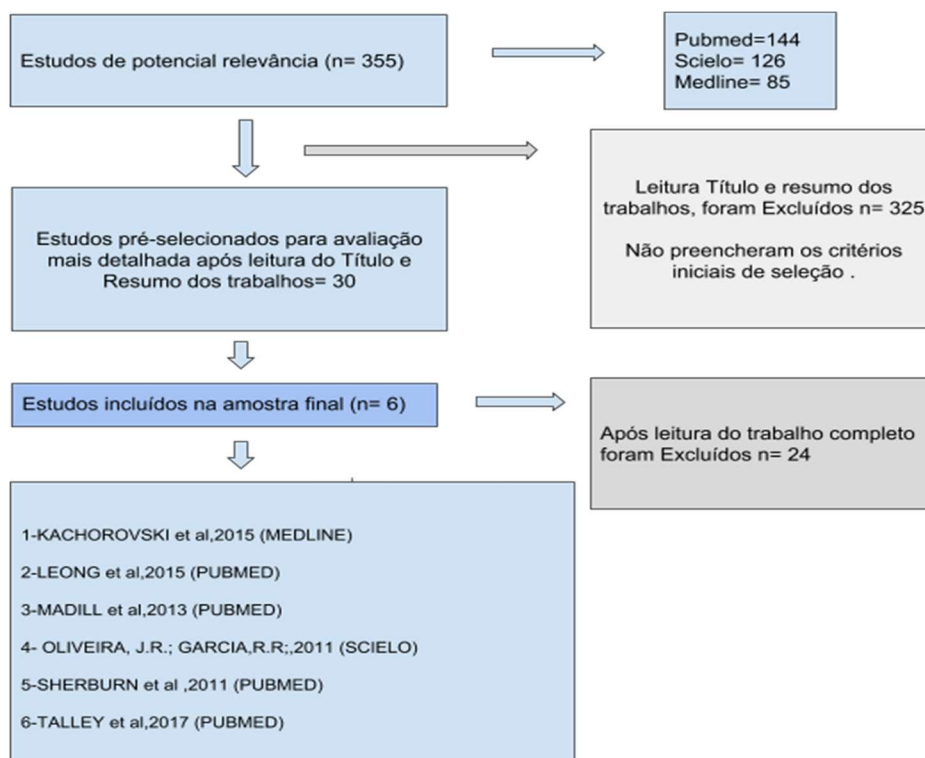 Estudos de potencial relevância (n= 355)
Pubmed=144
Scielo= 126
Medline= 85
Leitura Título e resumo dos
trabalhos, foram Excluídos n= 325
Não preencheram os critérios
iniciais de seleção .
Estudos pré-selecionados para avaliação
mais detalhada após leitura do Título e
Resumo dos trabalhos= 30
Estudos incluídos na amostra final (n= 6)
Após leitura do trabalho completo
foram Excluídos n= 24
1-KACHOROVSKI et al,2015 (MEDLINE)
2-LEONG et al,2015 (PUBMED)
3-MADILL et al,2013 (PUBMED)
4- OLIVEIRA, J.R.; GARCIA,R.R;,2011 (SCIELO)
5-SHERBURN et al ,2011 (PUBMED)
6-TALLEY et al,2017 (PUBMED)